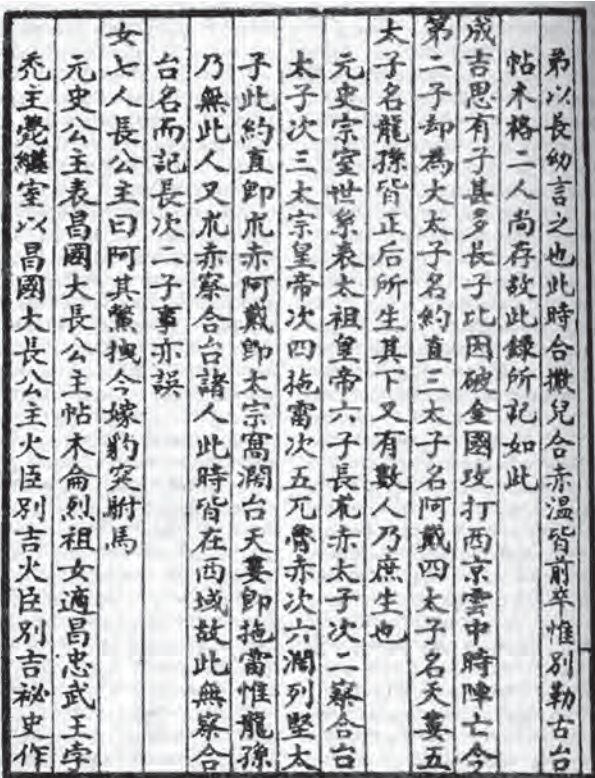 弟以長幼言之也此時合撒兒合赤溫皆前卒惟別勒古台
帖木格二人尚存故此錄所記如此
成吉思有子甚多長子比因破金國攻打西京雲中時陣亡今
第二子却為大太子名約直三太子名阿戴四太子名天婁五
太子名龍孫皆正后所生其下又有數人乃庶生也
元史宗室世系表太祖皇帝六子長朮赤太子次二察合台
太子次三太宗皇帝次四拖雷次五兀魯赤次六闊列堅太
子此約直即朮赤阿戴即太宗窩濶台天婁即拖雷惟龍孫
乃無此人又朮赤察合台諸人此時皆在西域故此無察合
台名而記長次二子事亦誤
女七人長公主曰阿其鱉拽今嫁豹突駙馬
元史公主表昌國大長公主帖木侖烈祖女適昌忠武王孛
禿主薨繼室以昌國大長公主火臣別吉火臣別吉祕史作